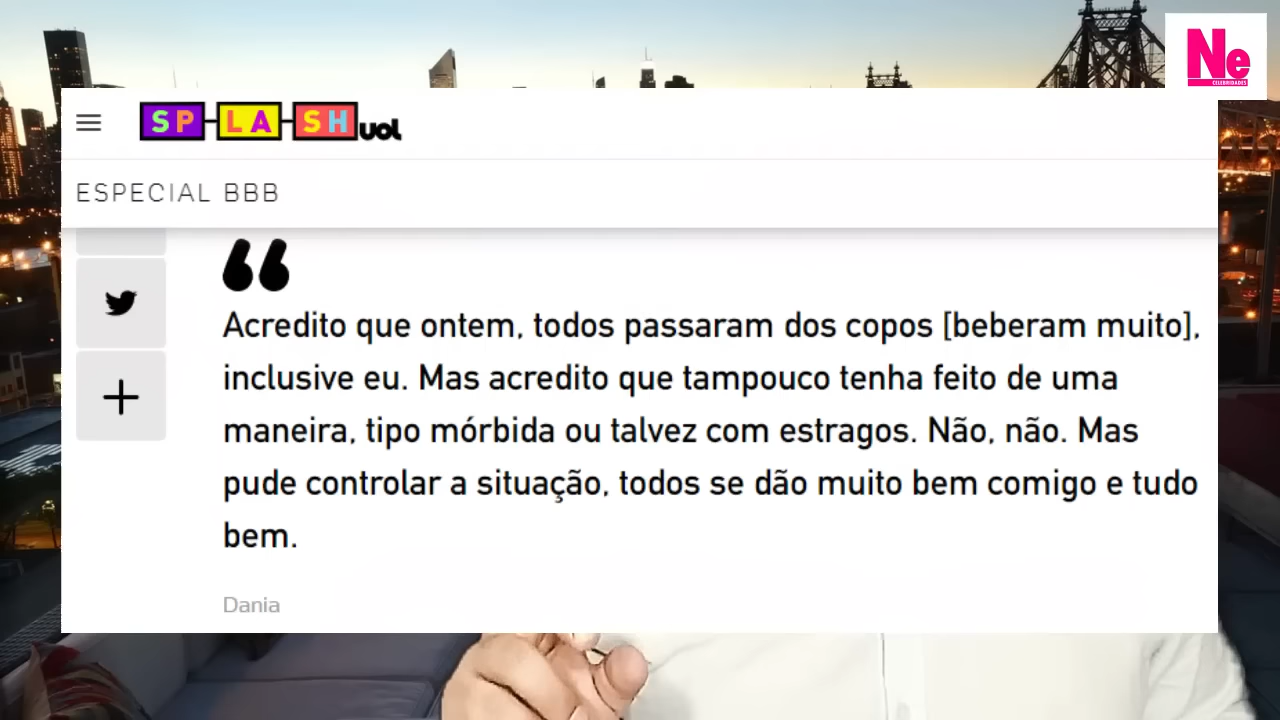 Ne
CELEBRIDADES
SPLASH uol
ESPECIAL BBB
Acredito que ontem, todos passaram dos copos [beberam muito],
inclusive eu. Mas acredito que tampouco tenha feito de uma
maneira, tipo mórbida ou talvez com estragos. Não, não. Mas
pude controlar a situação, todos se dão muito bem comigo e tudo
bem.
Dania